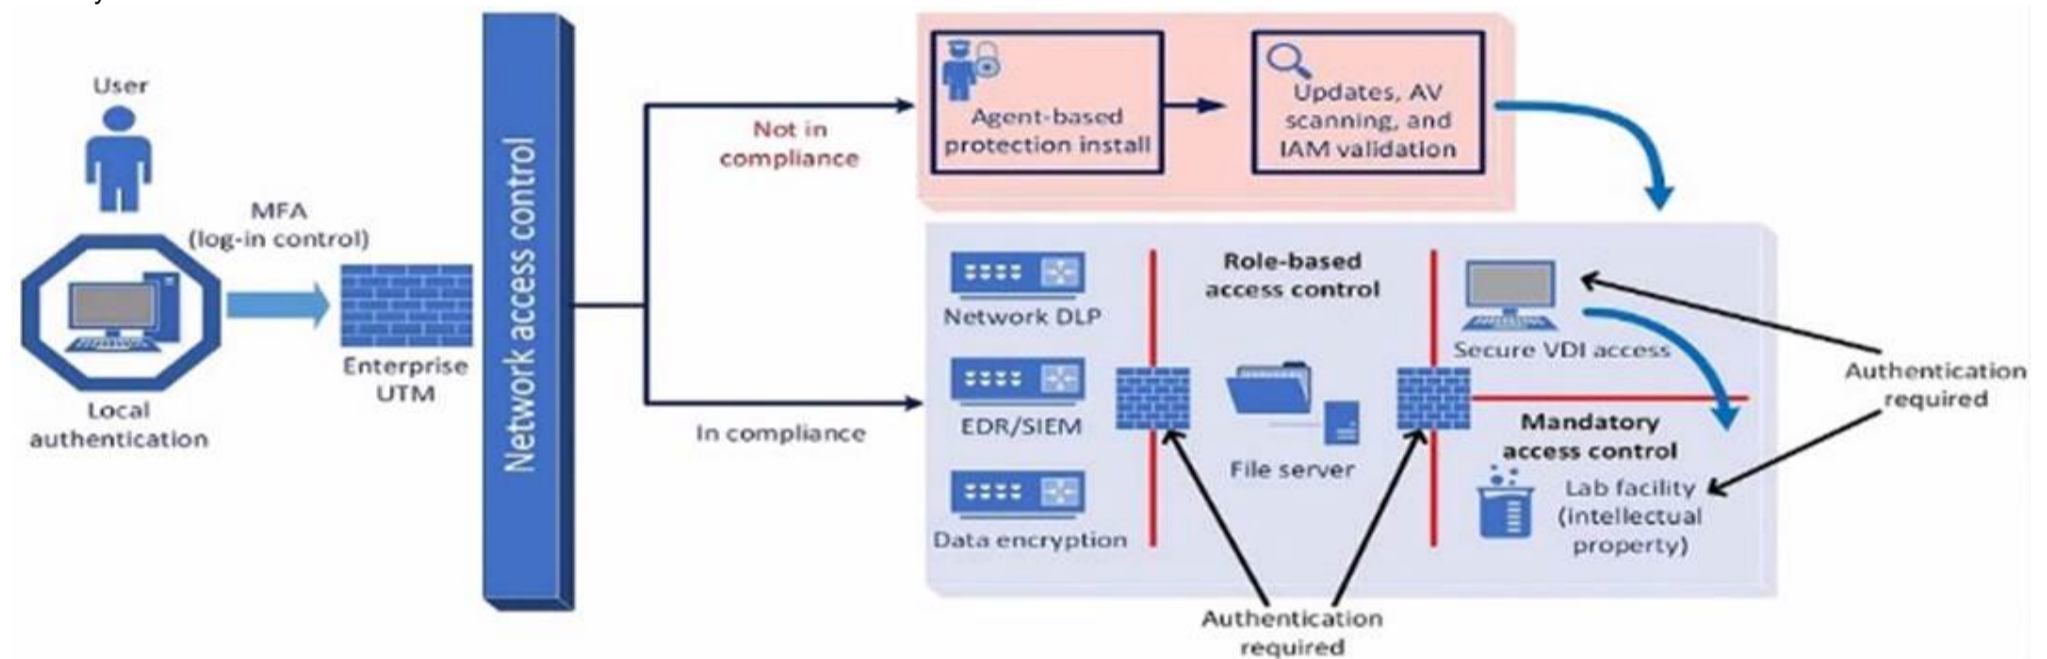 User
MFA
(log-in control)
Local
authentication
Enterprise
UTM
Network access control
Not in
compliance
In compliance
Agent-based
protection install
Updates, AV
scanning, and
IAM validation
Network DLP
EDR/SIEM
Data encryption
Role-based
access control
File server
Secure VDI access
Mandatory
access control
Lab facility
(intellectual
property)
Authentication
required
Authentication
required